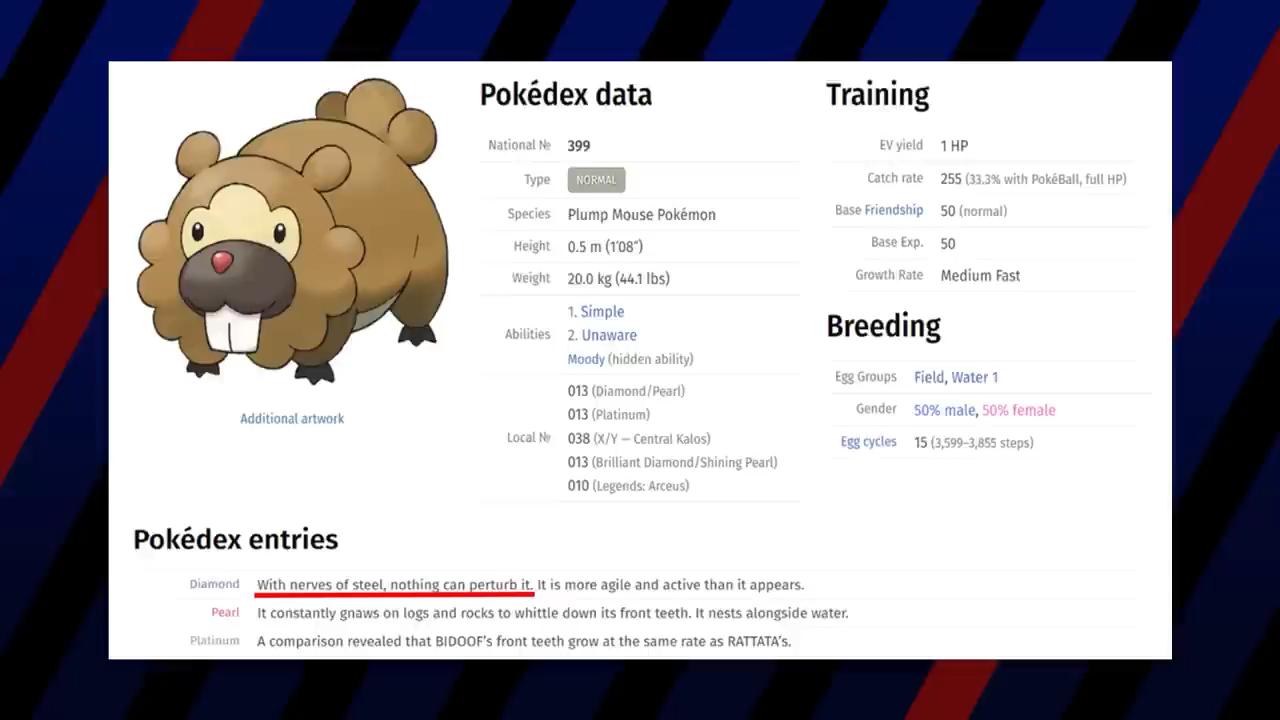 Pokédex data
National № 399
Type NORMAL
Species Plump Mouse Pokémon
Height 0.5 m (1′08″)
Weight 20.0 kg (44.1 lbs)
Abilities
1. Simple
2. Unaware
Moody (hidden ability)
Local №
013 (Diamond/Pearl)
013 (Platinum)
038 (X/Y — Central Kalos)
013 (Brilliant Diamond/Shining Pearl)
010 (Legends: Arceus)
Training
EV yield 1 HP
Catch rate 255 (33.3% with PokéBall, full HP)
Base Friendship 50 (normal)
Base Exp. 50
Growth Rate Medium Fast
Breeding
Egg Groups Field, Water 1
Gender 50% male, 50% female
Egg cycles 15 (3,599–3,855 steps)
Additional artwork
Pokédex entries
Diamond With nerves of steel, nothing can perturb it. It is more agile and active than it appears.
Pearl It constantly gnaws on logs and rocks to whittle down its front teeth. It nests alongside water.
Platinum A comparison revealed that BIDOOF's front teeth grow at the same rate as RATTATA's.